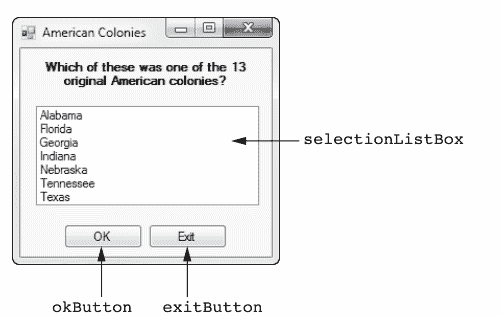 American Colonies
Which of these was one of the 13
original American colonies?
Alabama
Florida
Georgia
Indiana
Nebraska
Tennessee
Texas
selectionListBox
OK
Exit
okButton
exitButton